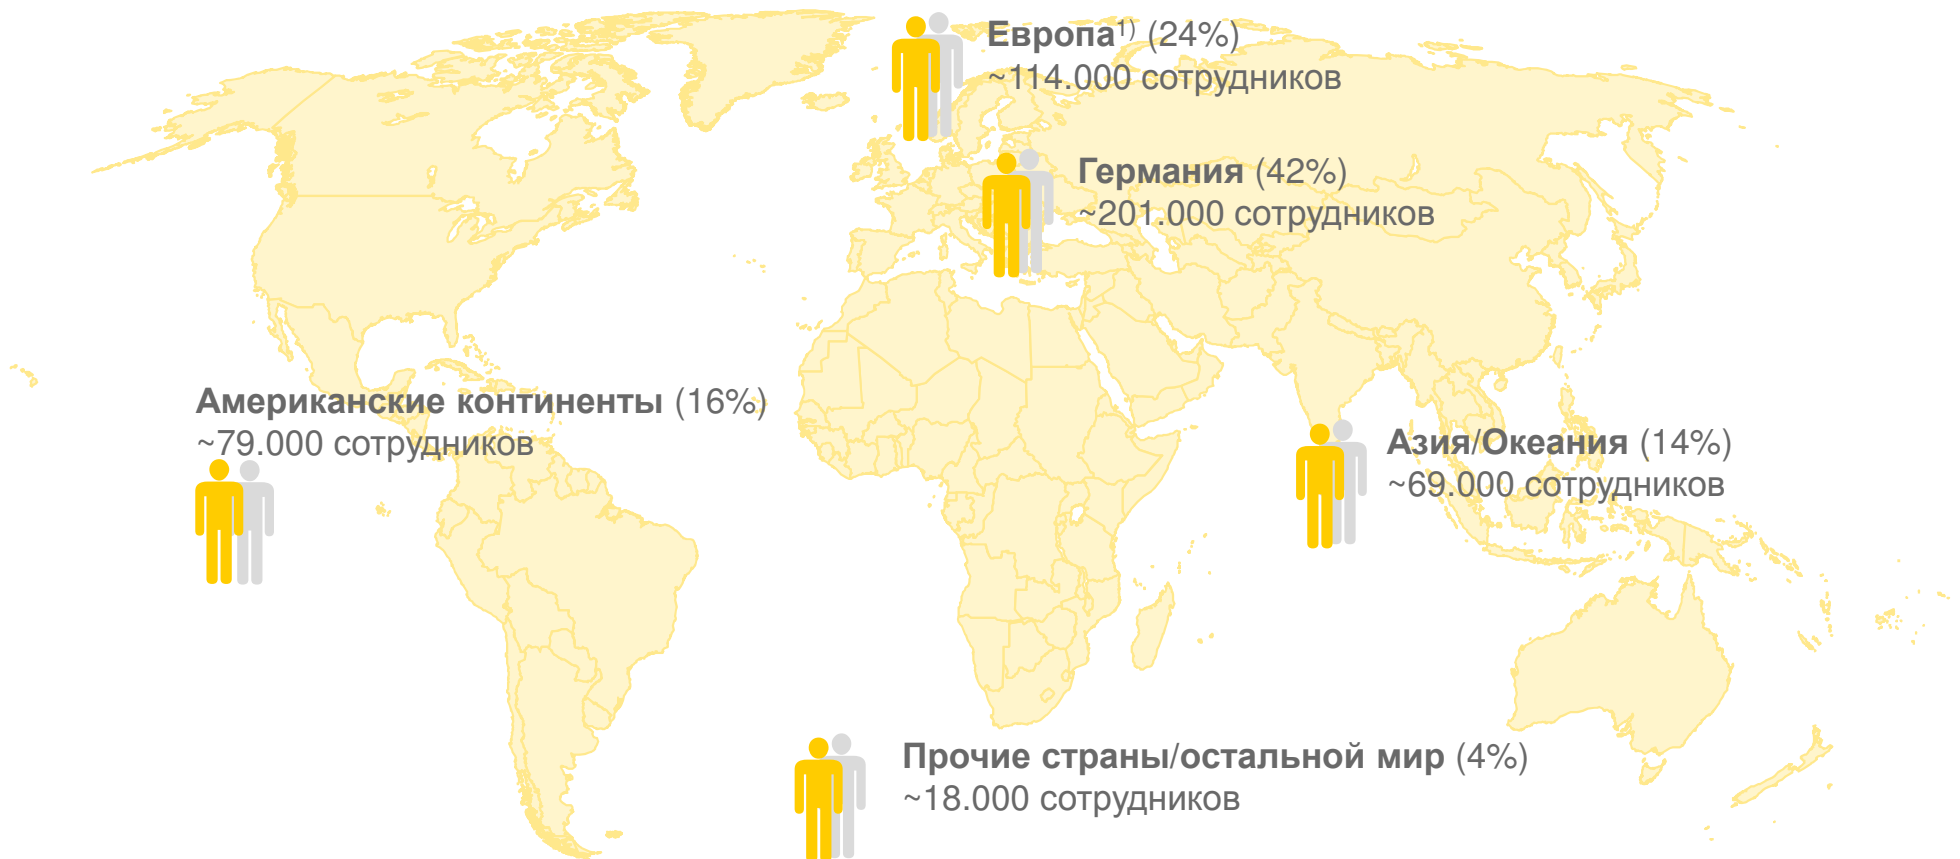 Европа1) (24%)
~114.000 сотрудников
Германия (42%)
~201.000 сотрудников
Американские континенты (16%)
~79.000 сотрудников
Азия/Океания (14%)
~69.000 сотрудников
Прочие страны/остальной мир (4%)
~18.000 сотрудников